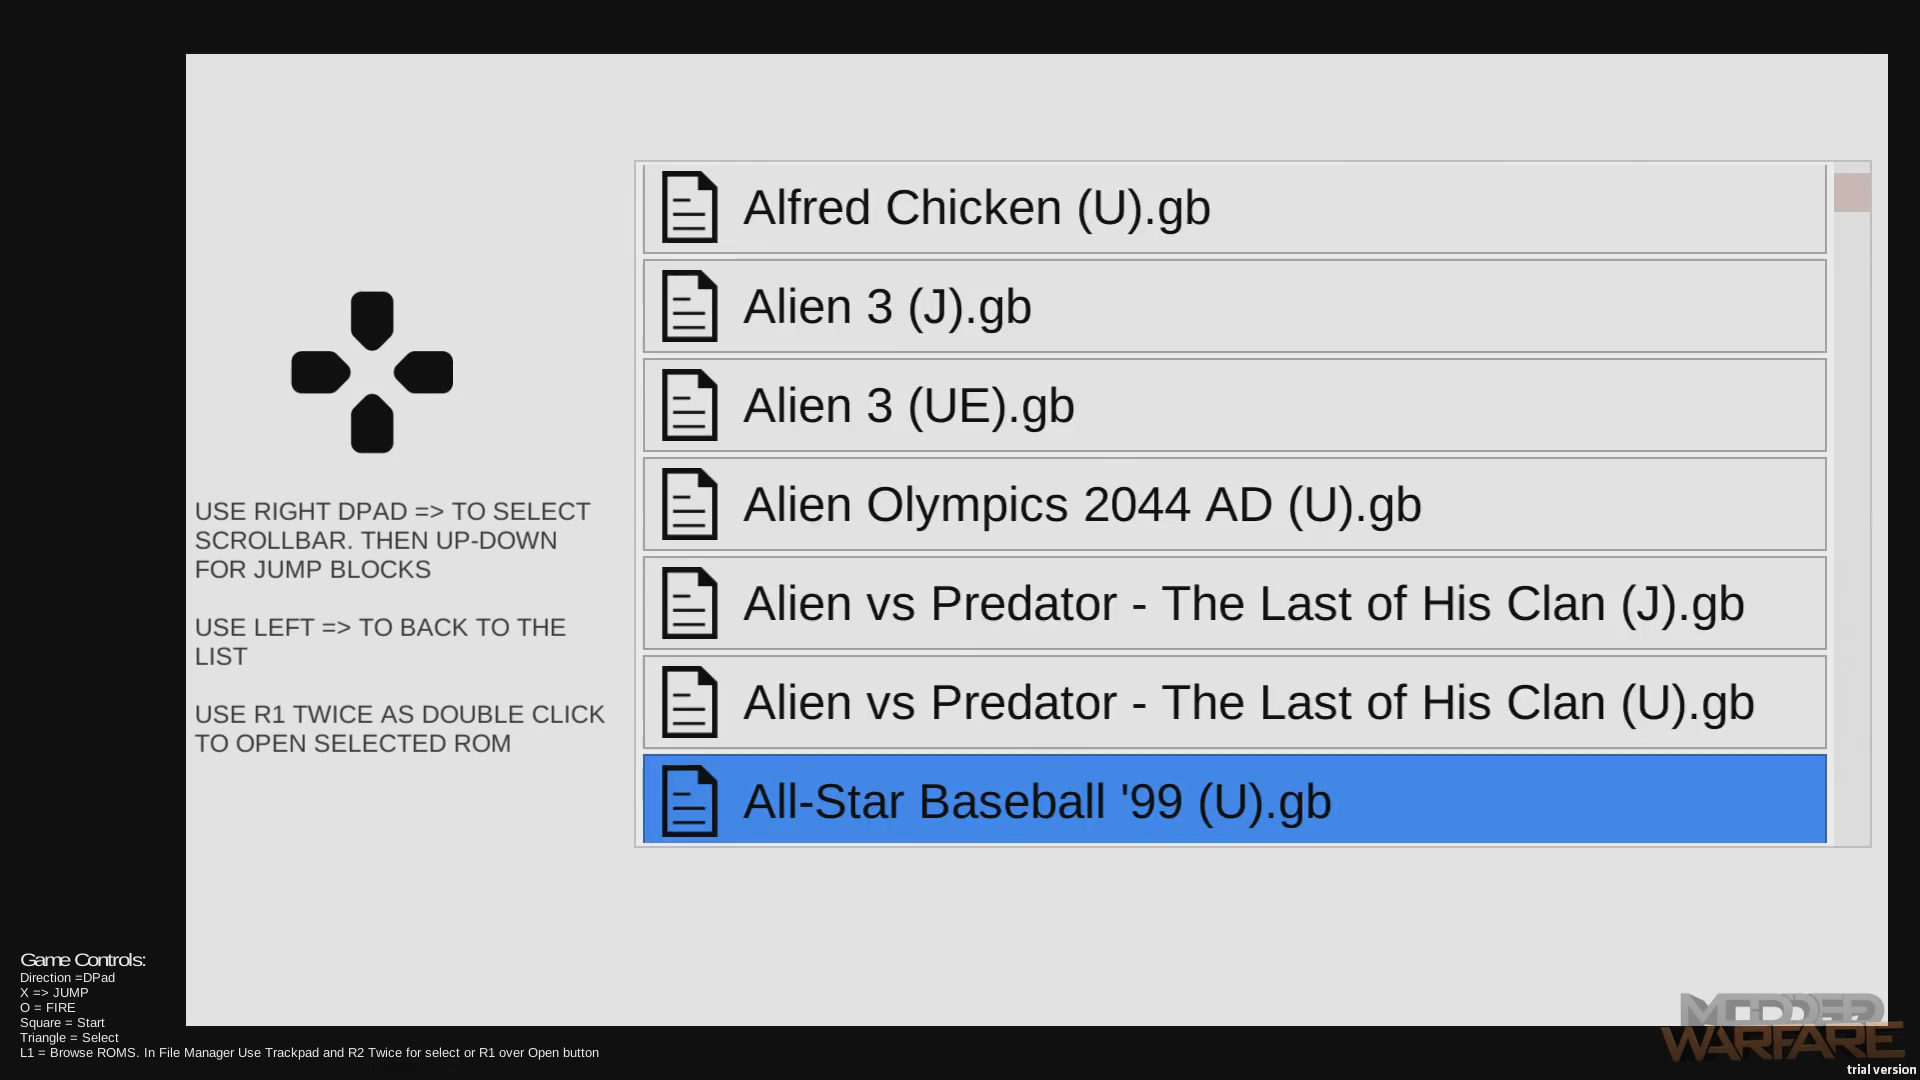 Alfred Chicken (U).gb
Alien 3 (J).gb
Alien 3 (UE).gb
Alien Olympics 2044 AD (U).gb
Alien vs Predator - The Last of His Clan (J).gb
Alien vs Predator - The Last of His Clan (U).gb
All-Star Baseball '99 (U).gb
USE RIGHT DPAD => TO SELECT
SCROLLBAR. THEN UP-DOWN
FOR JUMP BLOCKS
USE LEFT => TO BACK TO THE
LIST
USE R1 TWICE AS DOUBLE CLICK
TO OPEN SELECTED ROM
Game Controls:
Direction =DPad
X => JUMP
O = FIRE
Square = Start
Triangle = Select
L1 = Browse ROMS. In File Manager Use Trackpad and R2 Twice for select or R1 over Open button
MODDED
WARFARE
trial version